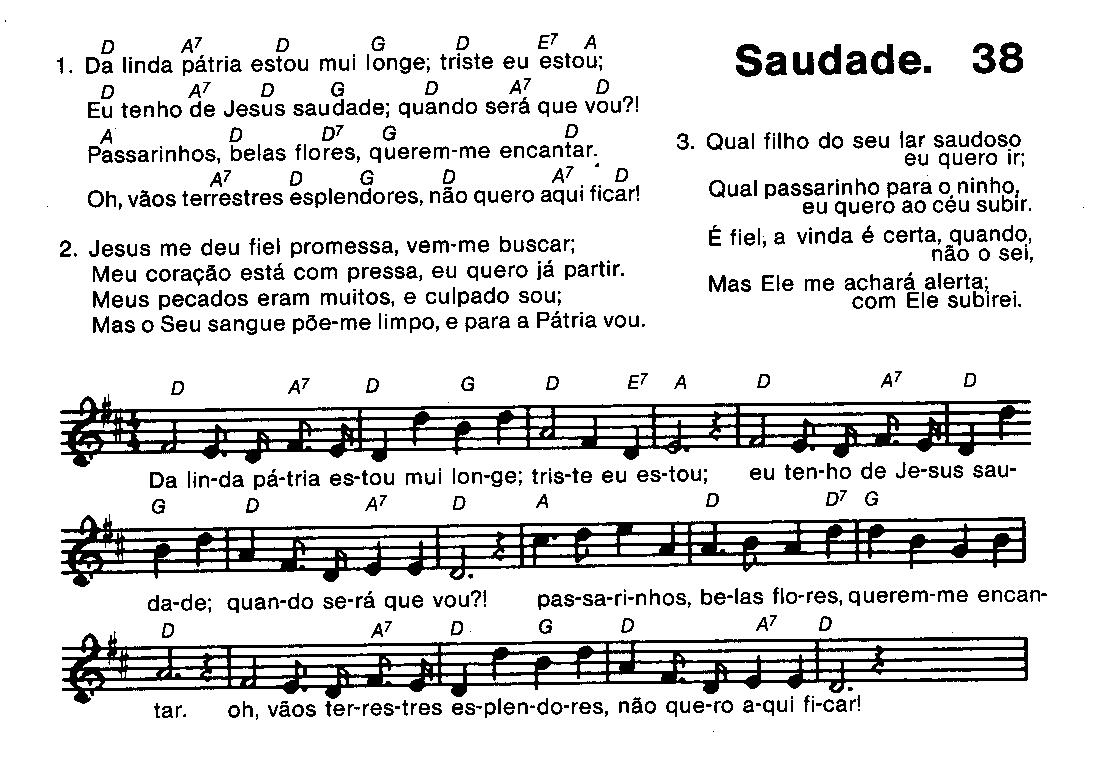 Saudade. 38
D A7 D G D E7 A
1. Da linda pátria estou mui longe; triste eu estou;
D A7 D G D A7 D
Eu tenho de Jesus saudade; quando será que vou?!
A D D7 G D
Passarinhos, belas flores, querem-me encantar.
A7 D G D A7 D
Oh, vãos terrestres esplendores, não quero aqui ficar!
2. Jesus me deu fiel promessa, vem-me buscar;
Meu coração está com pressa, eu quero já partir.
Meus pecados eram muitos, e culpado sou;
Mas o Seu sangue põe-me limpo, e para a Pátria vou.
3. Qual filho do seu lar saudoso
eu quero ir;
Qual passarinho para o ninho,
eu quero ao céu subir.
É fiel, a vinda é certa, quando,
não o sei,
Mas Ele me achará alerta;
com Ele subirei.
D A7 D G D E7 A D A7 D
4 4
Da lin-da pá-tria es-tou mui lon-ge; tris-te eu es-tou; eu ten-ho de Je-sus sau-
G D A7 D A D D7 G
da-de; quan-do se-rá que vou?! pas-sa-ri-nhos, be-las flo-res, querem-me encan-
D A7 D G D A7 D
tar. oh, vãos ter-res-tres es-plen-do-res, não que-ro a-qui fi-car!